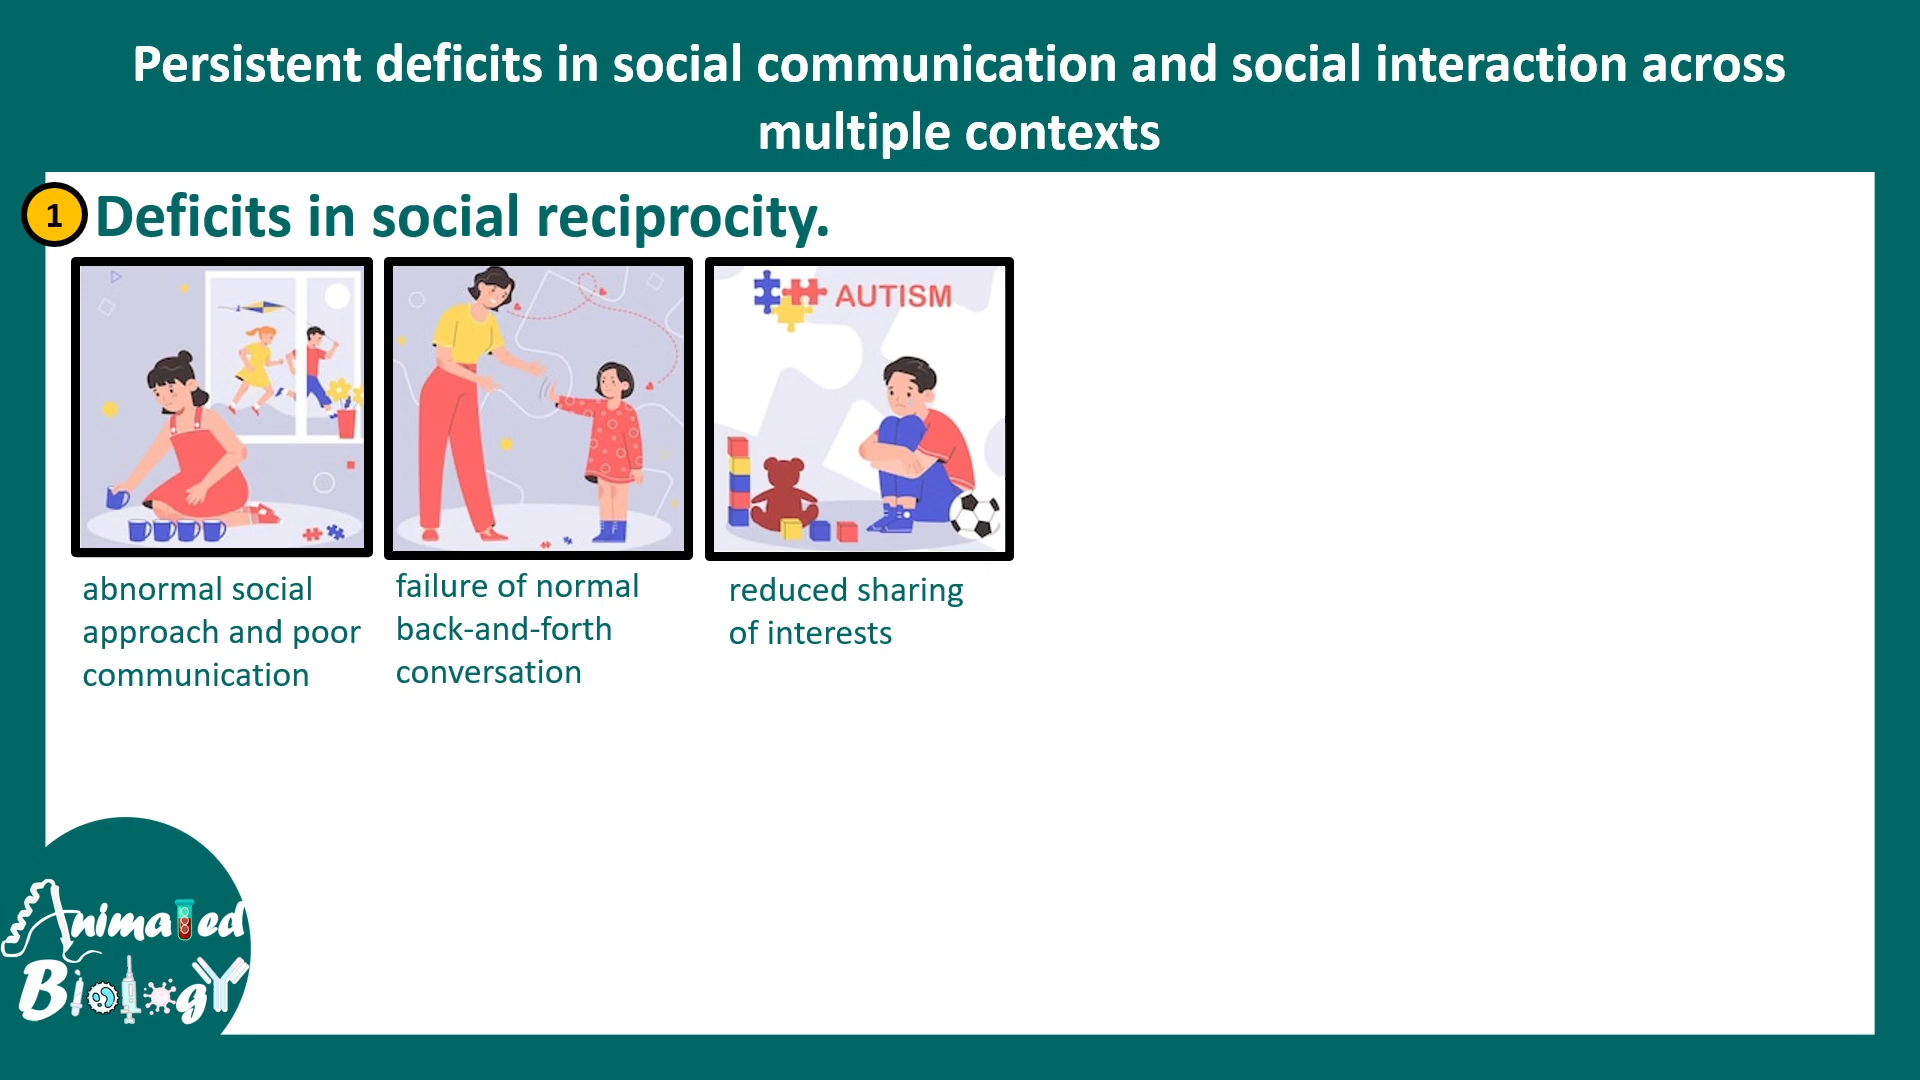 Persistent deficits in social communication and social interaction across
multiple contexts
1 Deficits in social reciprocity.
AUTISM
abnormal social
approach and poor
communication
failure of normal
back-and-forth
conversation
reduced sharing
of interests
Animated
Biology